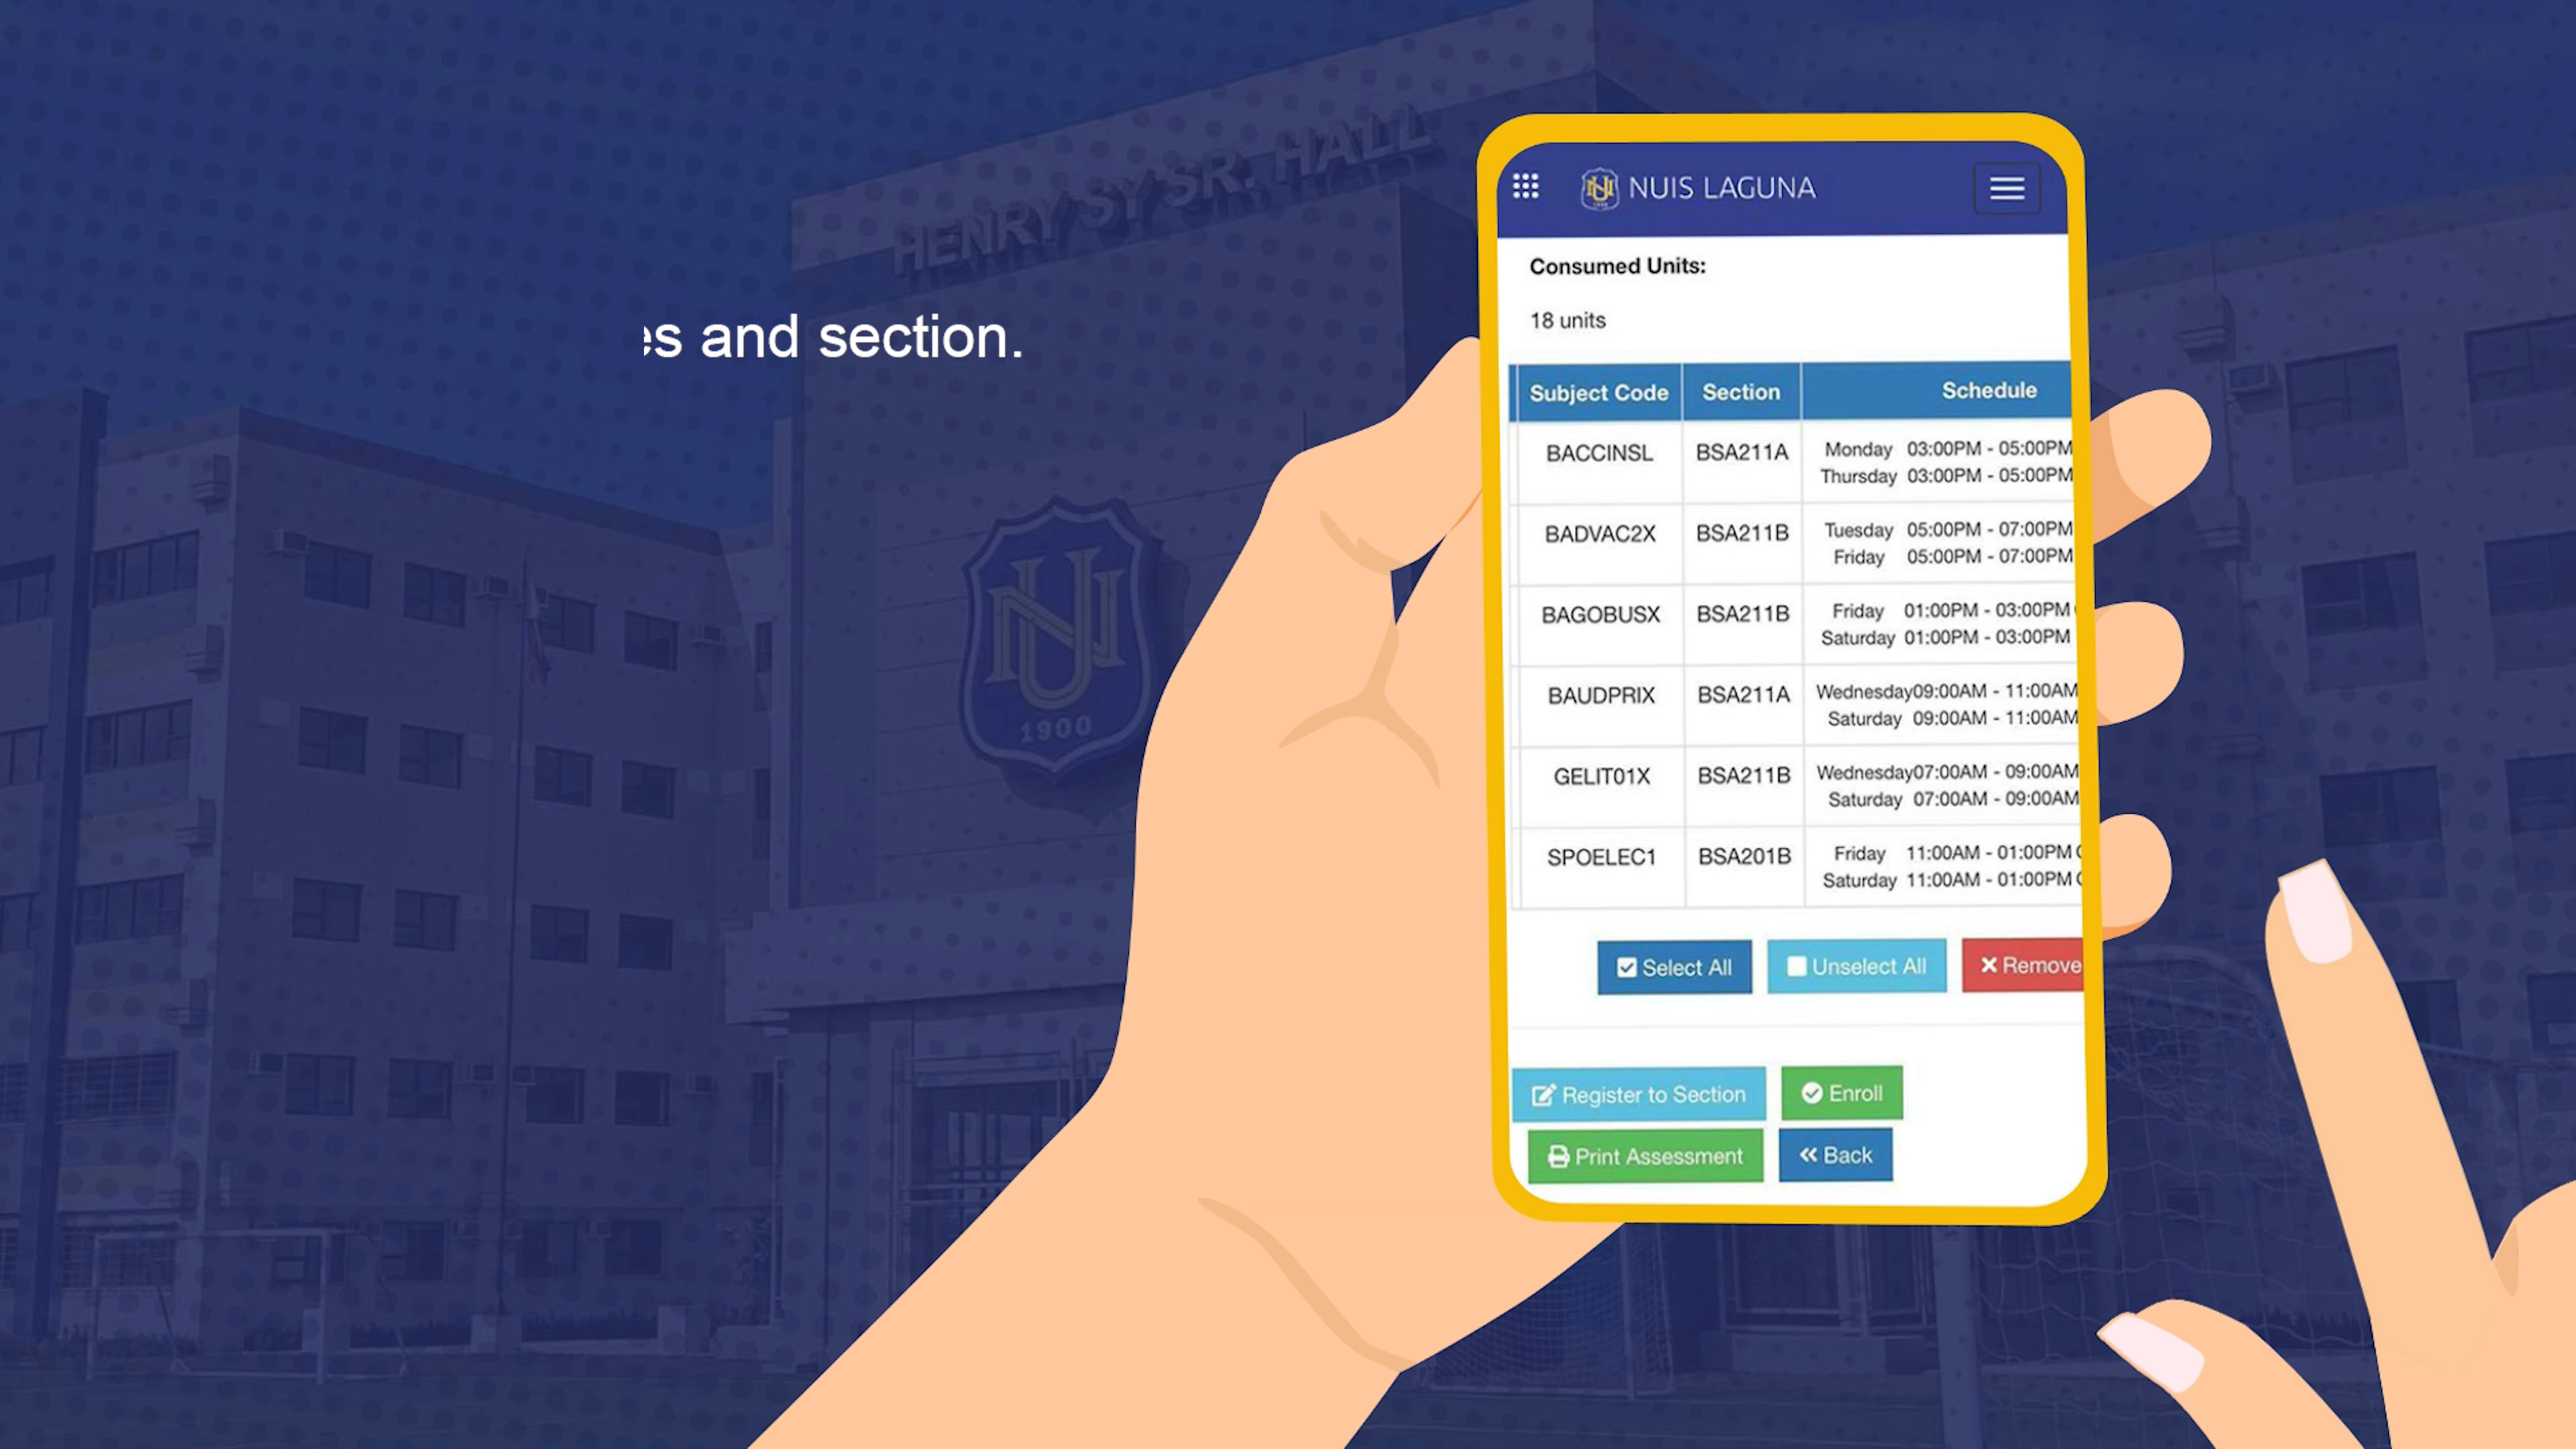 HENRY SY SR. HALL
NU
1900
s and section.
NUIS LAGUNA
Consumed Units:
18 units
Subject Code Section Schedule
BACCINSL BSA211A Monday 03:00PM - 05:00PM
Thursday 03:00PM - 05:00PM
BADVAC2X BSA211B Tuesday 05:00PM - 07:00PM
Friday 05:00PM - 07:00PM
BAGOBUSX BSA211B Friday 01:00PM - 03:00PM
Saturday 01:00PM - 03:00PM
BAUDPRIX BSA211A Wednesday09:00AM - 11:00AM
Saturday 09:00AM - 11:00AM
GELIT01X BSA211B Wednesday07:00AM - 09:00AM
Saturday 07:00AM - 09:00AM
SPOELEC1 BSA201B Friday 11:00AM - 01:00PM
Saturday 11:00AM - 01:00PM
Select All Unselect All Remove
Register to Section Enroll
Print Assessment Back